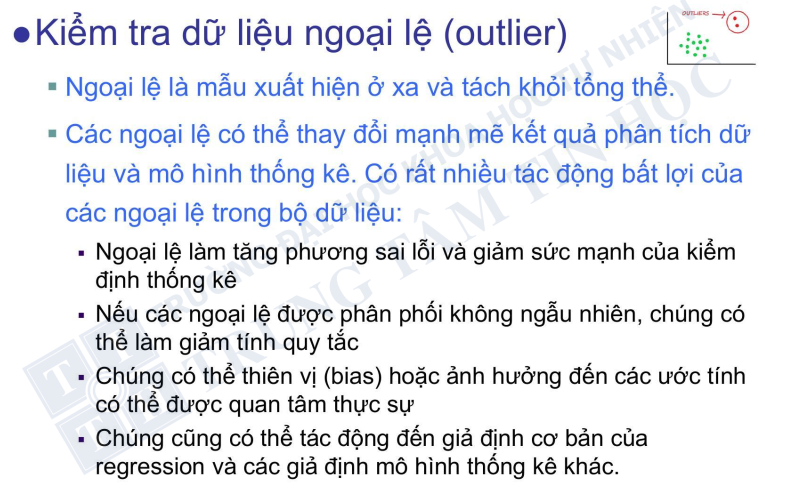 OUTLIERS
●Kiểm tra dữ liệu ngoại lệ (outlier)
▪ Ngoại lệ là mẫu xuất hiện ở xa và tách khỏi tổng thể.
▪ Các ngoại lệ có thể thay đổi mạnh mẽ kết quả phân tích dữ
liệu và mô hình thống kê. Có rất nhiều tác động bất lợi của
các ngoại lệ trong bộ dữ liệu:
▪ Ngoại lệ làm tăng phương sai lỗi và giảm sức mạnh của kiểm
định thống kê
▪ Nếu các ngoại lệ được phân phối không ngẫu nhiên, chúng có
thể làm giảm tính quy tắc
▪ Chúng có thể thiên vị (bias) hoặc ảnh hưởng đến các ước tính
có thể được quan tâm thực sự
▪ Chúng cũng có thể tác động đến giả định cơ bản của
regression và các giả định mô hình thống kê khác.
TRƯỜNG ĐẠI HỌC KHOA HỌC TỰ NHIÊN
TRUNG TÂM TIN HỌC